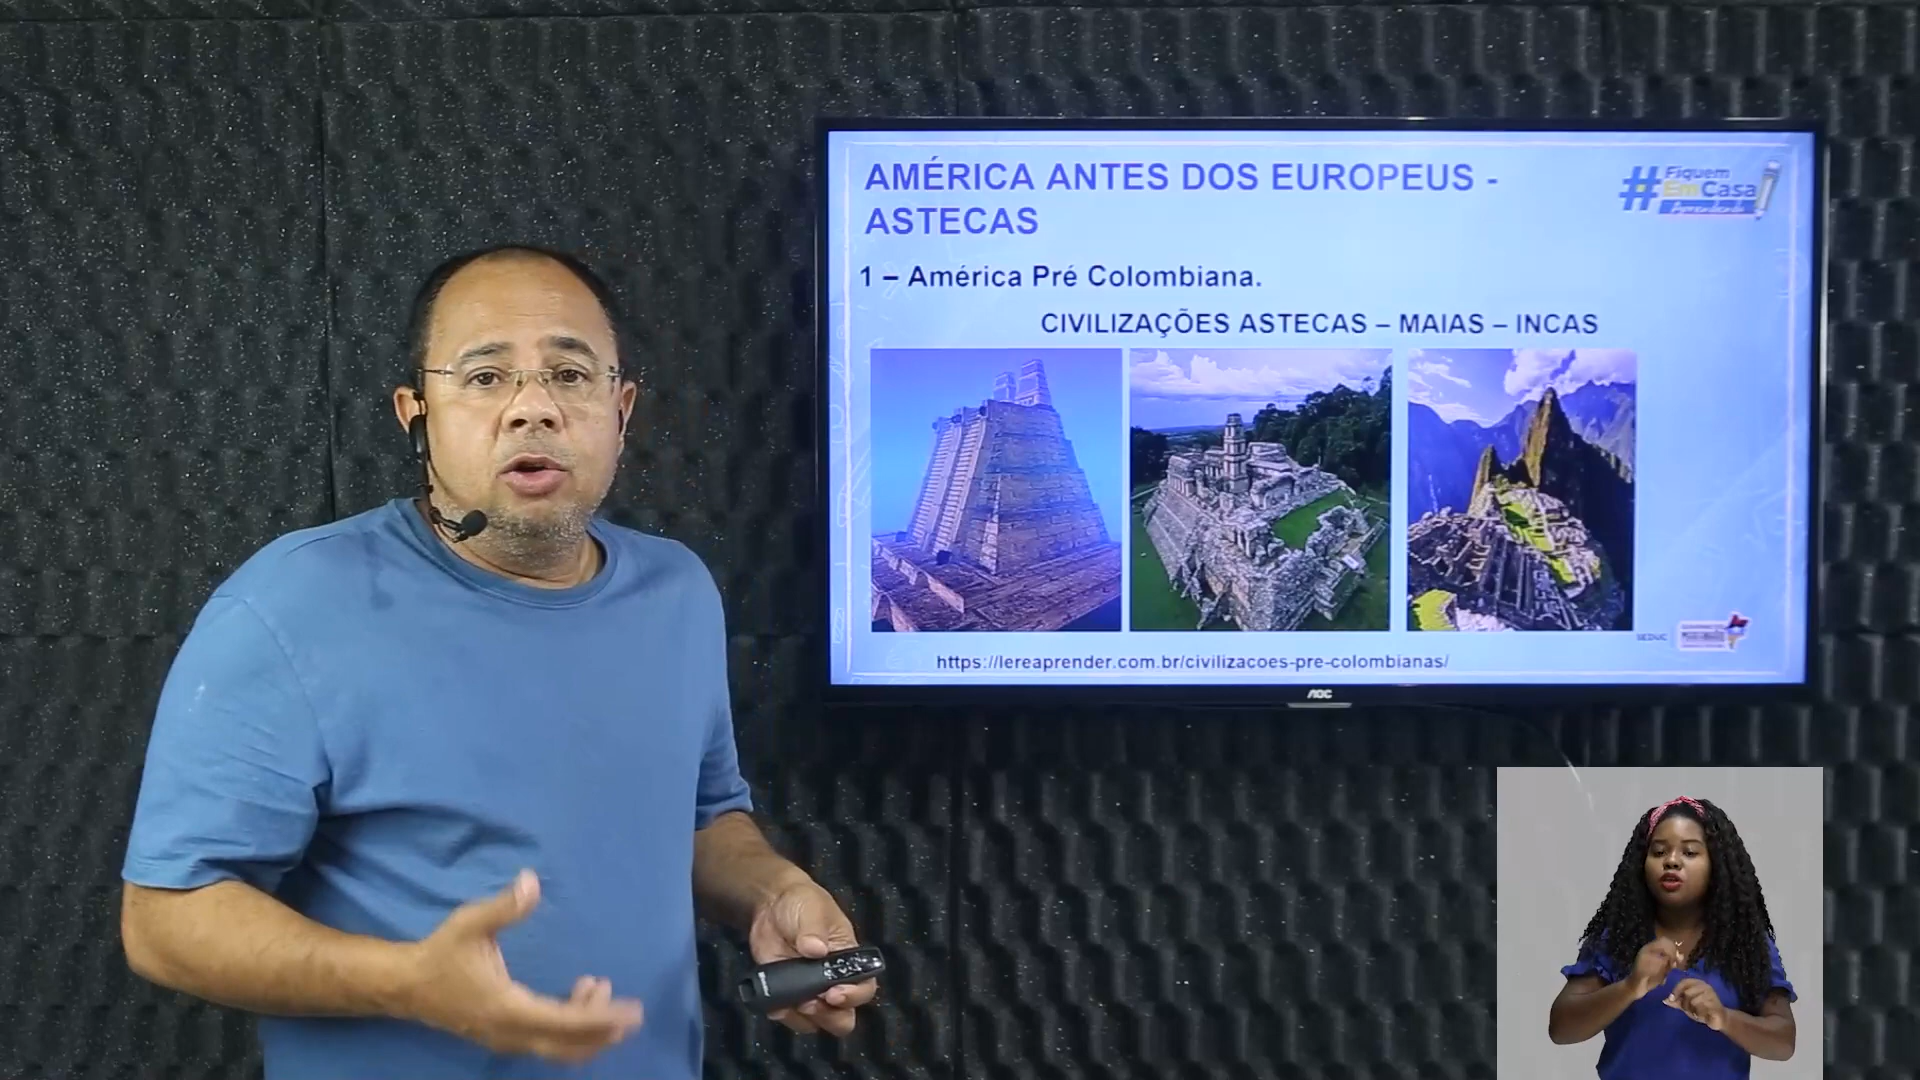 AMÉRICA ANTES DOS EUROPEUS -
ASTECAS
#Fiquem
EmCasa
Aprendendo
1 – América Pré Colombiana.
CIVILIZAÇÕES ASTECAS – MAIAS – INCAS
SEDUC
https://lereaprender.com.br/civilizacoes-pre-colombianas/
AOC